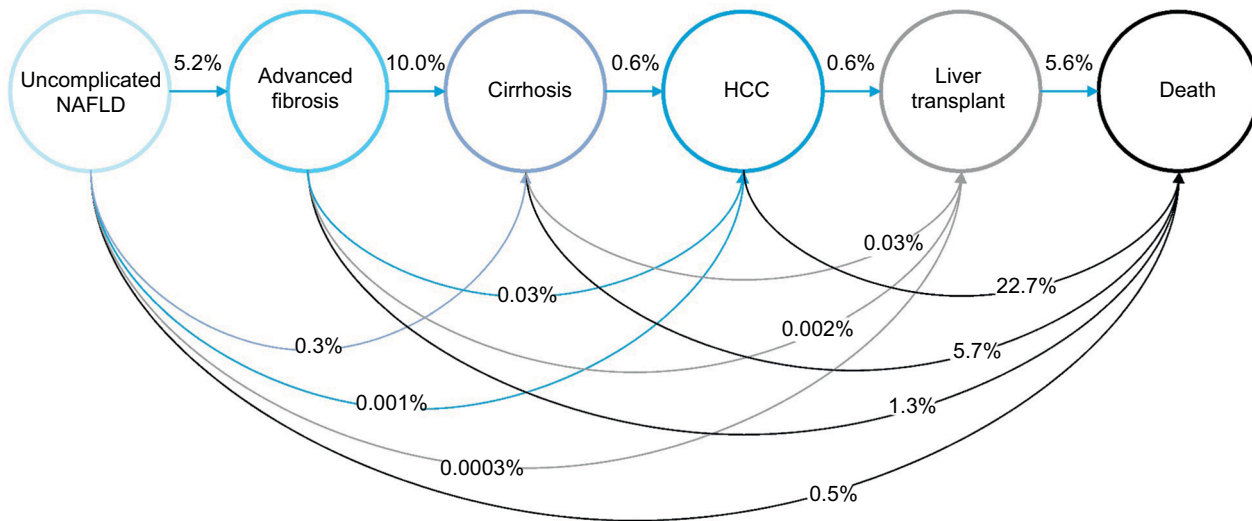 5.2%
10.0%
0.6%
0.6%
5.6%
Uncomplicated
NAFLD
Advanced
fibrosis
Cirrhosis
HCC
Liver
transplant
Death
0.03%
0.03%
22.7%
0.002%
0.3%
5.7%
0.001%
1.3%
0.0003%
0.5%